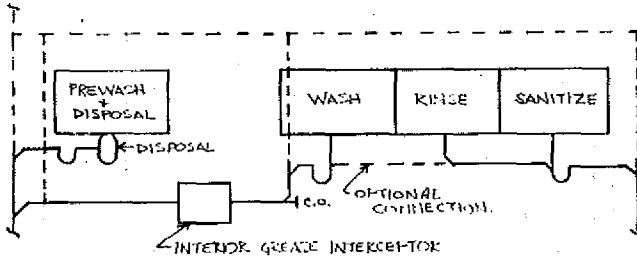 PREWASH
+
DISPOSAL
WASH
RINSE
SANITIZE
DISPOSAL
C.O.
OPTIONAL
CONNECTION.
INTERIOR GREASE INTERCEPTOR